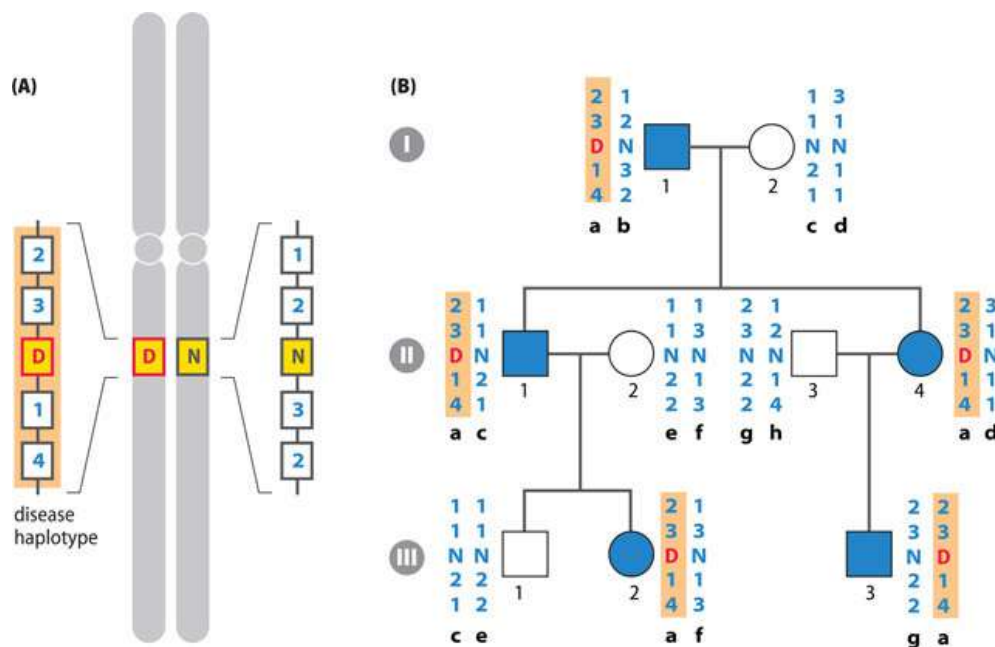 (A)
2
3
D
1
4
disease
haplotype
D N
1
2
N
3
2
(B)
I
2 1
3 2
D N
1 3
4 2
a b
1
2
1 3
1 1
N N
2 1
1 1
c d
II
2 1
3 1
D N
1 2
4 1
a c
1
2
1 1
1 3
N N
2 1
2 3
e f
2 1
3 2
N N
2 1
2 4
g h
3
4
2 3
3 1
D N
1 1
4 1
a d
III
1 1
1 1
N N
2 2
1 2
c e
1
2
2 1
3 3
D N
1 1
4 3
a f
3
2 2
3 3
N D
2 1
2 4
g a